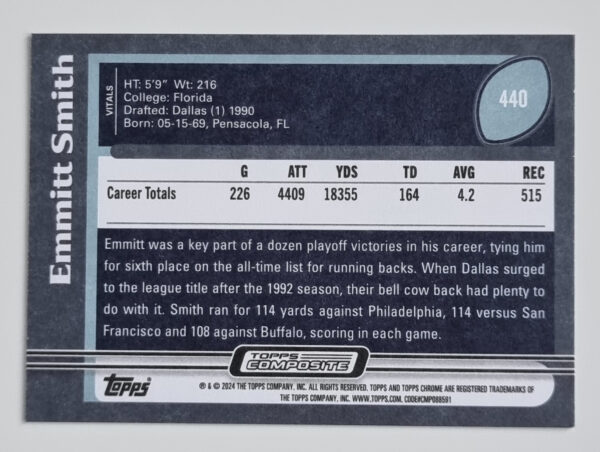 Emmitt Smith
VITALS
HT: 5'9" Wt: 216
College: Florida
Drafted: Dallas (1) 1990
Born: 05-15-69, Pensacola, FL
440
G ATT YDS TD AVG REC
Career Totals 226 4409 18355 164 4.2 515
Emmitt was a key part of a dozen playoff victories in his career, tying him
for sixth place on the all-time list for running backs. When Dallas surged
to the league title after the 1992 season, their bell cow back had plenty to
do with it. Smith ran for 114 yards against Philadelphia, 114 versus San
Francisco and 108 against Buffalo, scoring in each game.
TOPPS
COMPOSITE
topps
℗ & © 2024 THE TOPPS COMPANY, INC. ALL RIGHTS RESERVED. TOPPS AND TOPPS CHROME ARE REGISTERED TRADEMARKS OF
THE TOPPS COMPANY, INC. WWW.TOPPS.COM. CODE#CMP088591